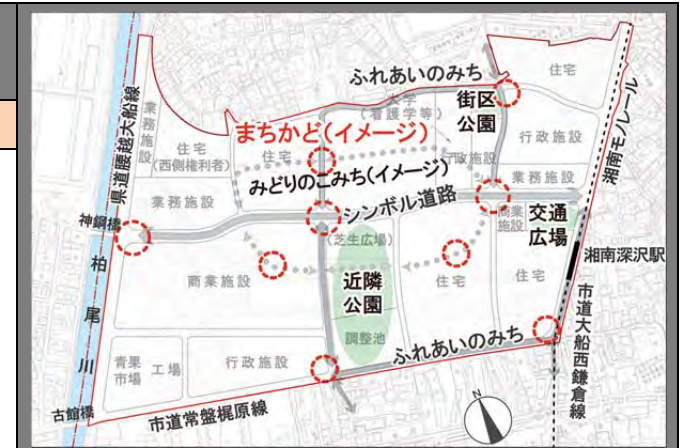 ふれあいのみち
住宅
湘南モノレール
県道腰越大船線
業務施設
大学
(看護学等)
街区
公園
まちかど(イメージ)
住宅
(西側権利者)
住宅
行政施設
行政施設
みどりのこみち(イメージ)
業務施設
業務施設
シンボル道路
神鋼橋
商業
施設
交通
広場
(芝生広場)
湘南深沢駅
柏尾川
商業施設
近隣
公園
住宅
住宅
調整池
ふれあいのみち
市道大船西鎌倉線
青果
市場
工場
行政施設
古館橋
市道常盤梶原線
N